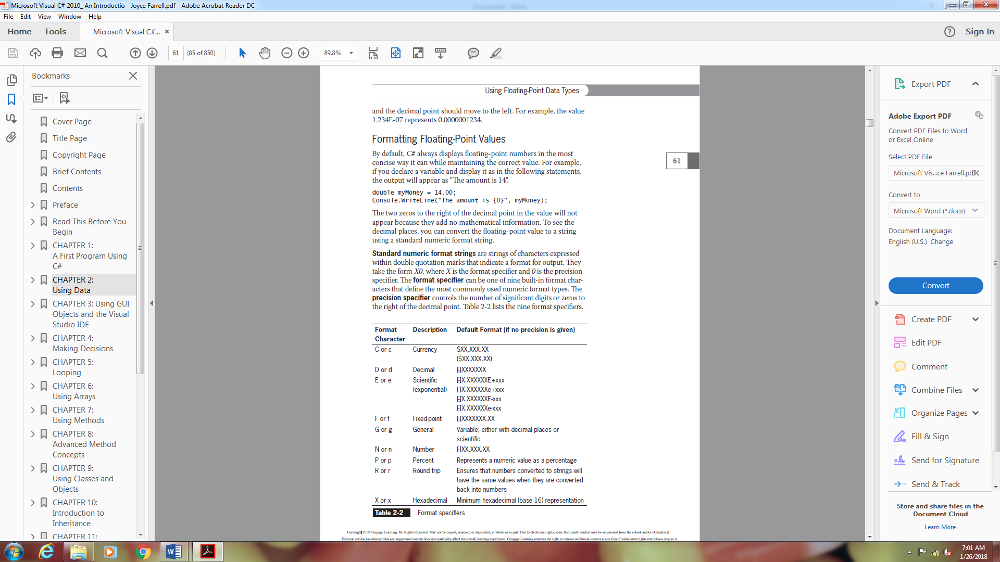 Microsoft Visual C# 2010_ An Introductio - Joyce Farrell.pdf - Adobe Acrobat Reader DC
File Edit View Window Help
Home Tools Microsoft Visual C#... × Sign In
61 (85 of 850) 89.8%
Bookmarks
Cover Page
Title Page
Copyright Page
Brief Contents
Contents
Preface
Read This Before You
Begin
CHAPTER 1:
A First Program Using
C#
CHAPTER 2:
Using Data
CHAPTER 3: Using GUI
Objects and the Visual
Studio IDE
CHAPTER 4:
Making Decisions
CHAPTER 5:
Looping
CHAPTER 6:
Using Arrays
CHAPTER 7:
Using Methods
CHAPTER 8:
Advanced Method
Concepts
CHAPTER 9:
Using Classes and
Objects
CHAPTER 10:
Introduction to
Inheritance
CHAPTER 11:
Using Floating-Point Data Types
and the decimal point should move to the left. For example, the value
1.234E-07 represents 0.0000001234.
Formatting Floating-Point Values
61
By default, C# always displays floating-point numbers in the most
concise way it can while maintaining the correct value. For example,
if you declare a variable and display it as in the following statements,
the output will appear as “The amount is 14”.
double myMoney = 14.00;
Console.WriteLine("The amount is {0}", myMoney);
The two zeros to the right of the decimal point in the value will not
appear because they add no mathematical information. To see the
decimal places, you can convert the floating-point value to a string
using a standard numeric format string.
Standard numeric format strings are strings of characters expressed
within double quotation marks that indicate a format for output. They
take the form X0, where X is the format specifier and 0 is the precision
specifier. The format specifier can be one of nine built-in format char-
acters that define the most commonly used numeric format types. The
precision specifier controls the number of significant digits or zeros to
the right of the decimal point. Table 2-2 lists the nine format specifiers.
Format Description Default Format (if no precision is given)
Character
C or c Currency $XX,XXX.XX
($XX,XXX.XX)
D or d Decimal [-]XXXXXXX
E or e Scientific [-]X.XXXXXXE+xxx
(exponential) [-]X.XXXXXXe+xxx
[-]X.XXXXXXE-xxx
[-]X.XXXXXXe-xxx
F or f Fixed-point [-]XXXXXXX.XX
G or g General Variable; either with decimal places or
scientific
N or n Number [-]XX,XXX.XX
P or p Percent Represents a numeric value as a percentage
R or r Round trip Ensures that numbers converted to strings will
have the same values when they are converted
back into numbers
X or x Hexadecimal Minimum hexadecimal (base 16) representation
Table 2-2 Format specifiers
Copyright 2010 Cengage Learning. All Rights Reserved. May not be copied, scanned, or duplicated, in whole or in part. Due to electronic rights, some third party content may be suppressed from the eBook and/or eChapter(s).
Editorial review has deemed that any suppressed content does not materially affect the overall learning experience. Cengage Learning reserves the right to remove additional content at any time if subsequent rights restrictions require it.
Export PDF
Adobe Export PDF
Convert PDF Files to Word
or Excel Online
Select PDF File
Microsoft Vis...ce Farrell.pdf
Convert to
Microsoft Word (*.docx)
Document Language:
English (U.S.) Change
Convert
Create PDF
Edit PDF
Comment
Combine Files
Organize Pages
Fill & Sign
Send for Signature
Send & Track
Store and share files in the
Document Cloud
Learn More
7:01 AM
1/26/2018